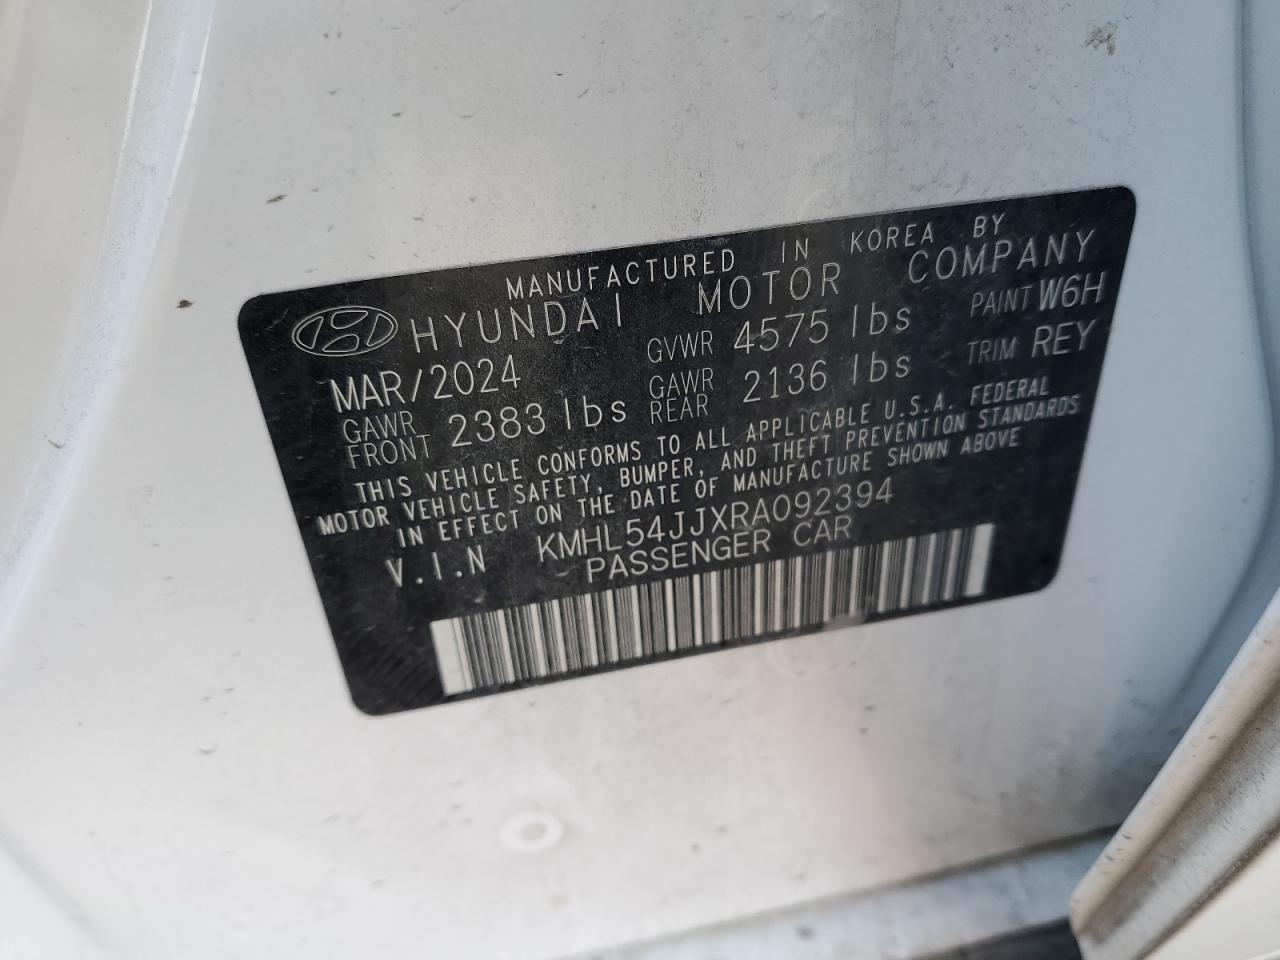 MANUFACTURED IN KOREA BY
HYUNDAI MOTOR COMPANY
MAR/2024 GVWR 4575 lbs PAINT W6H
GAWR FRONT 2383 lbs GAWR REAR 2136 lbs TRIM REY
THIS VEHICLE CONFORMS TO ALL APPLICABLE U.S.A. FEDERAL
MOTOR VEHICLE SAFETY, BUMPER, AND THEFT PREVENTION STANDARDS
IN EFFECT ON THE DATE OF MANUFACTURE SHOWN ABOVE
V.I.N KMHL54JJXRA092394
PASSENGER CAR